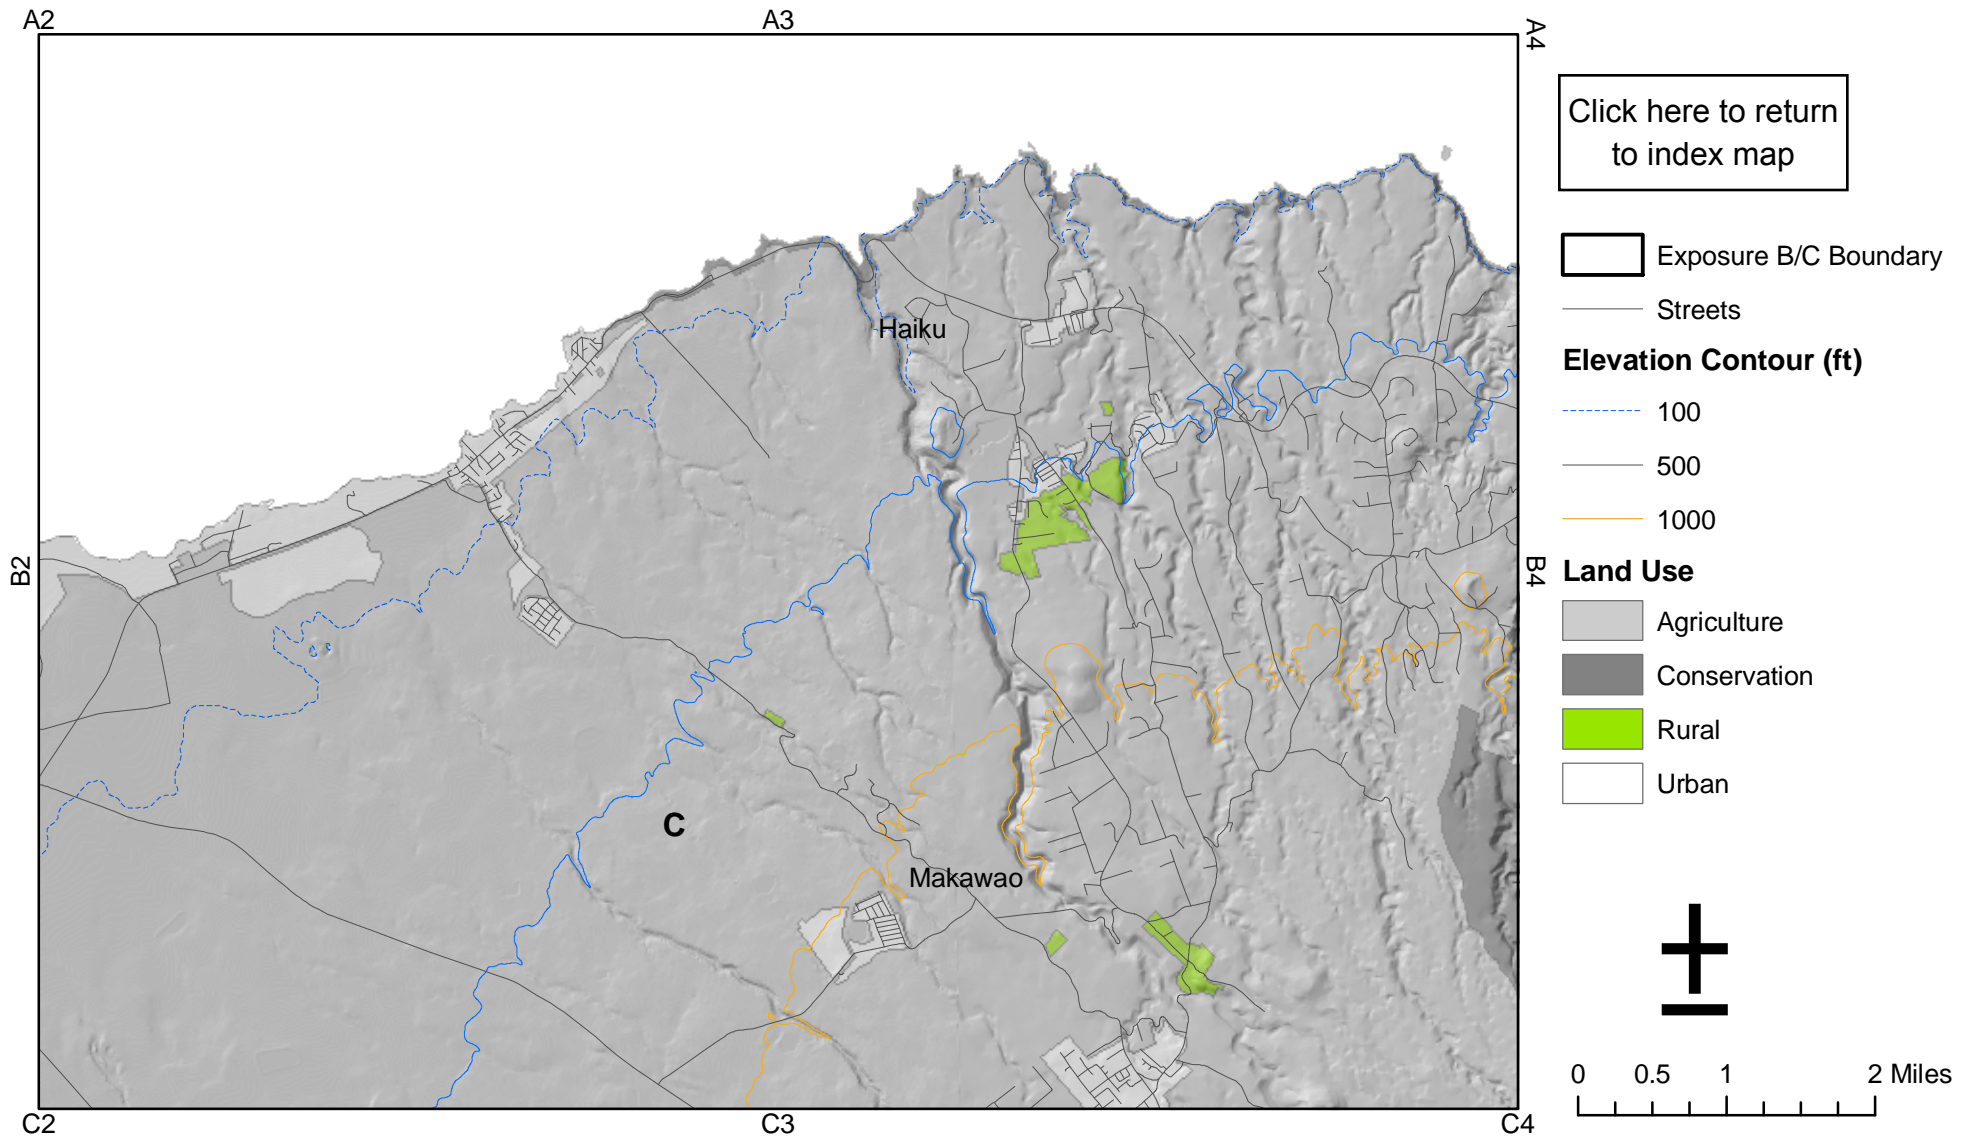 A2
A3
A4
Click here to return
to index map
Exposure B/C Boundary
Streets
Haiku
Elevation Contour (ft)
100
500
1000
B2
B4
Land Use
Agriculture
Conservation
Rural
Urban
C
Makawao
0 0.5 1 2 Miles
C2
C3
C4